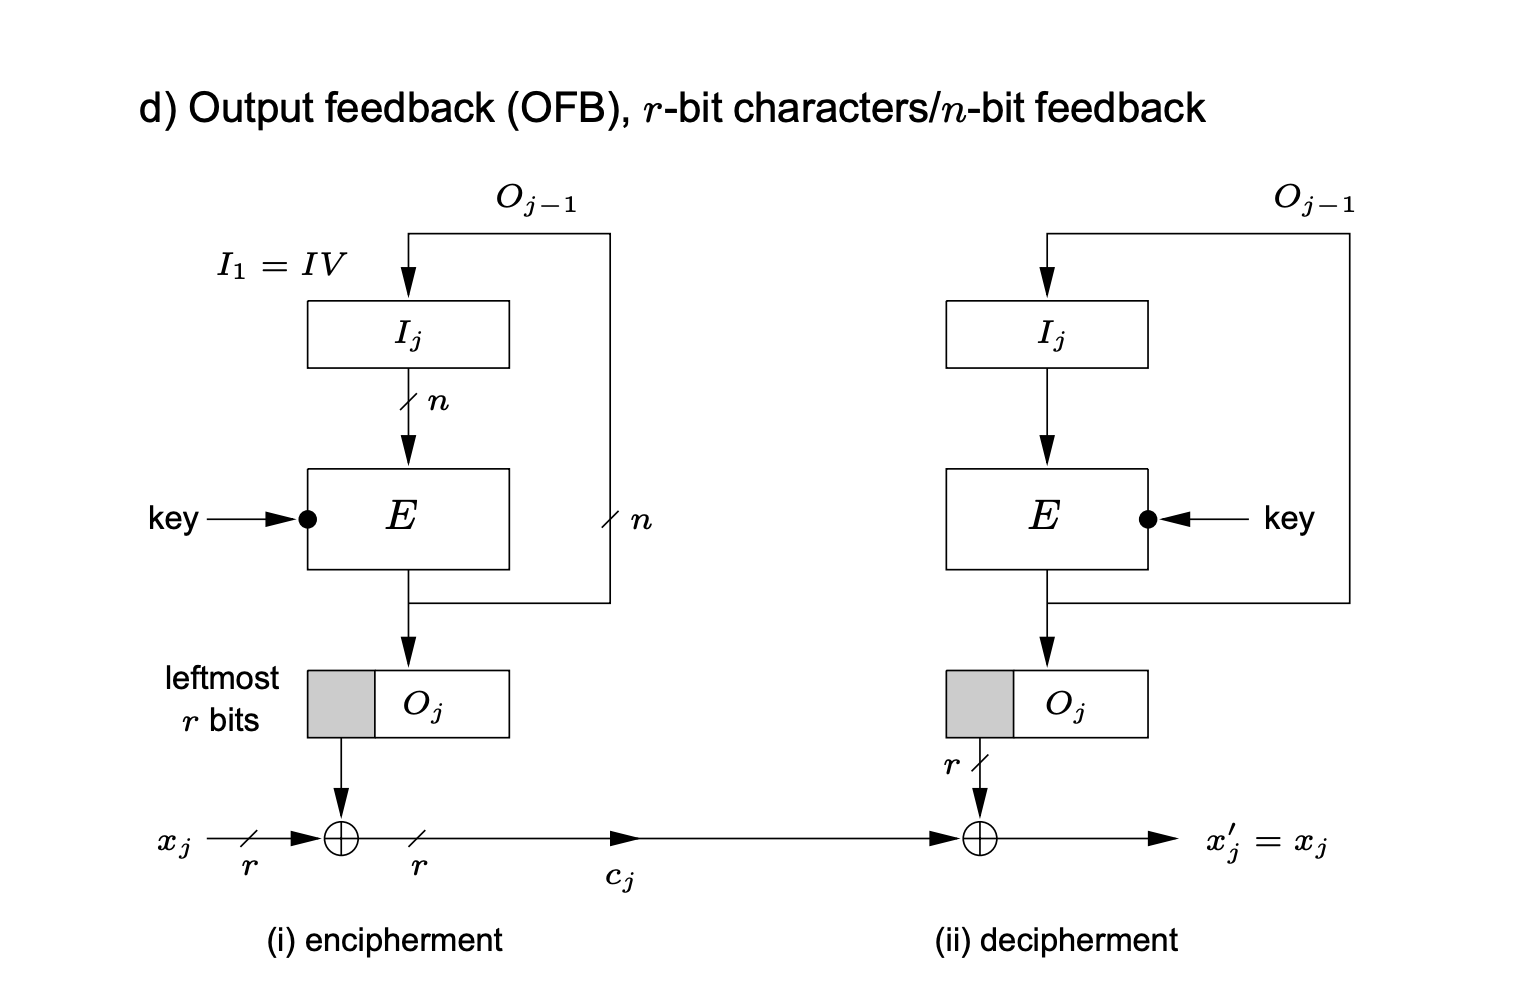 d) Output feedback (OFB), r-bit characters/n-bit feedback
O_{j−1}
O_{j−1}
I_1 = IV
I_j
I_j
n
key
E
n
E
key
leftmost
r bits
O_j
O_j
r
x_j
r
r
c_j
x'_j = x_j
(i) encipherment
(ii) decipherment